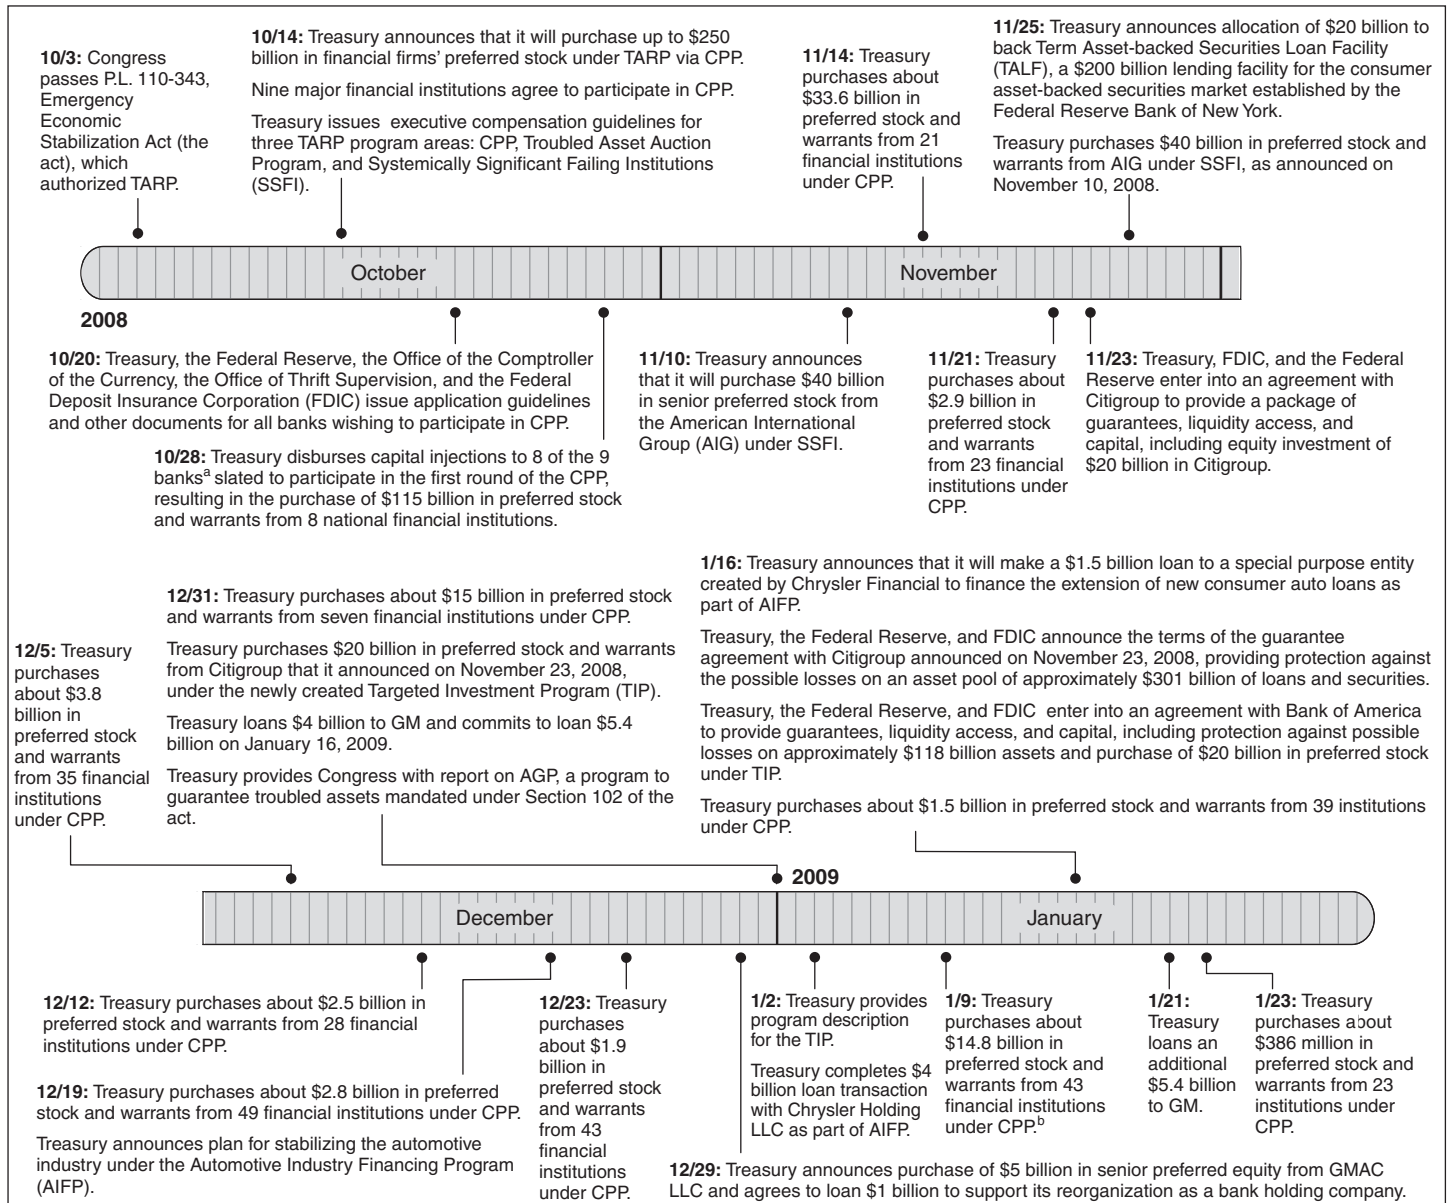 10/3: Congress
passes P.L. 110-343,
Emergency
Economic
Stabilization Act (the
act), which
authorized TARP.
10/14: Treasury announces that it will purchase up to $250
billion in financial firms' preferred stock under TARP via CPP.
Nine major financial institutions agree to participate in CPP.
Treasury issues executive compensation guidelines for
three TARP program areas: CPP, Troubled Asset Auction
Program, and Systemically Significant Failing Institutions
(SSFI).
11/14: Treasury
purchases about
$33.6 billion in
preferred stock and
warrants from 21
financial institutions
under CPP.
11/25: Treasury announces allocation of $20 billion to
back Term Asset-backed Securities Loan Facility
(TALF), a $200 billion lending facility for the consumer
asset-backed securities market established by the
Federal Reserve Bank of New York.
Treasury purchases $40 billion in preferred stock and
warrants from AIG under SSFI, as announced on
November 10, 2008.
October
November
2008
10/20: Treasury, the Federal Reserve, the Office of the Comptroller
of the Currency, the Office of Thrift Supervision, and the Federal
Deposit Insurance Corporation (FDIC) issue application guidelines
and other documents for all banks wishing to participate in CPP.
10/28: Treasury disburses capital injections to 8 of the 9
banksᵃ slated to participate in the first round of the CPP,
resulting in the purchase of $115 billion in preferred stock
and warrants from 8 national financial institutions.
11/10: Treasury announces
that it will purchase $40 billion
in senior preferred stock from
the American International
Group (AIG) under SSFI.
11/21: Treasury
purchases about
$2.9 billion in
preferred stock
and warrants
from 23 financial
institutions under
CPP.
11/23: Treasury, FDIC, and the Federal
Reserve enter into an agreement with
Citigroup to provide a package of
guarantees, liquidity access, and
capital, including equity investment of
$20 billion in Citigroup.
12/5: Treasury
purchases
about $3.8
billion in
preferred stock
and warrants
from 35 financial
institutions
under CPP.
12/31: Treasury purchases about $15 billion in preferred stock
and warrants from seven financial institutions under CPP.
Treasury purchases $20 billion in preferred stock and warrants
from Citigroup that it announced on November 23, 2008,
under the newly created Targeted Investment Program (TIP).
Treasury loans $4 billion to GM and commits to loan $5.4
billion on January 16, 2009.
Treasury provides Congress with report on AGP, a program to
guarantee troubled assets mandated under Section 102 of the
act.
1/16: Treasury announces that it will make a $1.5 billion loan to a special purpose entity
created by Chrysler Financial to finance the extension of new consumer auto loans as
part of AIFP.
Treasury, the Federal Reserve, and FDIC announce the terms of the guarantee
agreement with Citigroup announced on November 23, 2008, providing protection against
the possible losses on an asset pool of approximately $301 billion of loans and securities.
Treasury, the Federal Reserve, and FDIC enter into an agreement with Bank of America
to provide guarantees, liquidity access, and capital, including protection against possible
losses on approximately $118 billion assets and purchase of $20 billion in preferred stock
under TIP.
Treasury purchases about $1.5 billion in preferred stock and warrants from 39 institutions
under CPP.
2009
December
January
12/12: Treasury purchases about $2.5 billion in
preferred stock and warrants from 28 financial
institutions under CPP.
12/19: Treasury purchases about $2.8 billion in preferred
stock and warrants from 49 financial institutions under CPP.
Treasury announces plan for stabilizing the automotive
industry under the Automotive Industry Financing Program
(AIFP).
12/23: Treasury
purchases
about $1.9
billion in
preferred stock
and warrants
from 43
financial
institutions
under CPP.
1/2: Treasury provides
program description
for the TIP.
Treasury completes $4
billion loan transaction
with Chrysler Holding
LLC as part of AIFP.
1/9: Treasury
purchases about
$14.8 billion in
preferred stock and
warrants from 43
financial institutions
under CPP.ᵇ
1/21:
Treasury
loans an
additional
$5.4 billion
to GM.
1/23: Treasury
purchases about
$386 million in
preferred stock and
warrants from 23
institutions under
CPP.
12/29: Treasury announces purchase of $5 billion in senior preferred equity from GMAC
LLC and agrees to loan $1 billion to support its reorganization as a bank holding company.